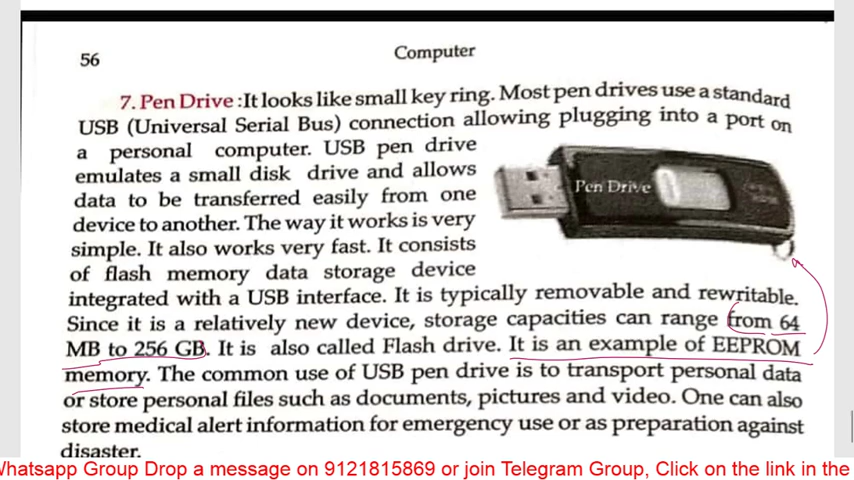 56
Computer
7. Pen Drive :It looks like small key ring. Most pen drives use a standard
USB (Universal Serial Bus) connection allowing plugging into a port on
a personal computer. USB pen drive
emulates a small disk drive and allows
data to be transferred easily from one
device to another. The way it works is very
simple. It also works very fast. It consists
of flash memory data storage device
Pen Drive
integrated with a USB interface. It is typically removable and rewritable.
Since it is a relatively new device, storage capacities can range from 64
MB to 256 GB. It is also called Flash drive. It is an example of EEPROM
memory. The common use of USB pen drive is to transport personal data
or store personal files such as documents, pictures and video. One can also
store medical alert information for emergency use or as preparation against
disaster.
Whatsapp Group Drop a message on 9121815869 or join Telegram Group, Click on the link in the